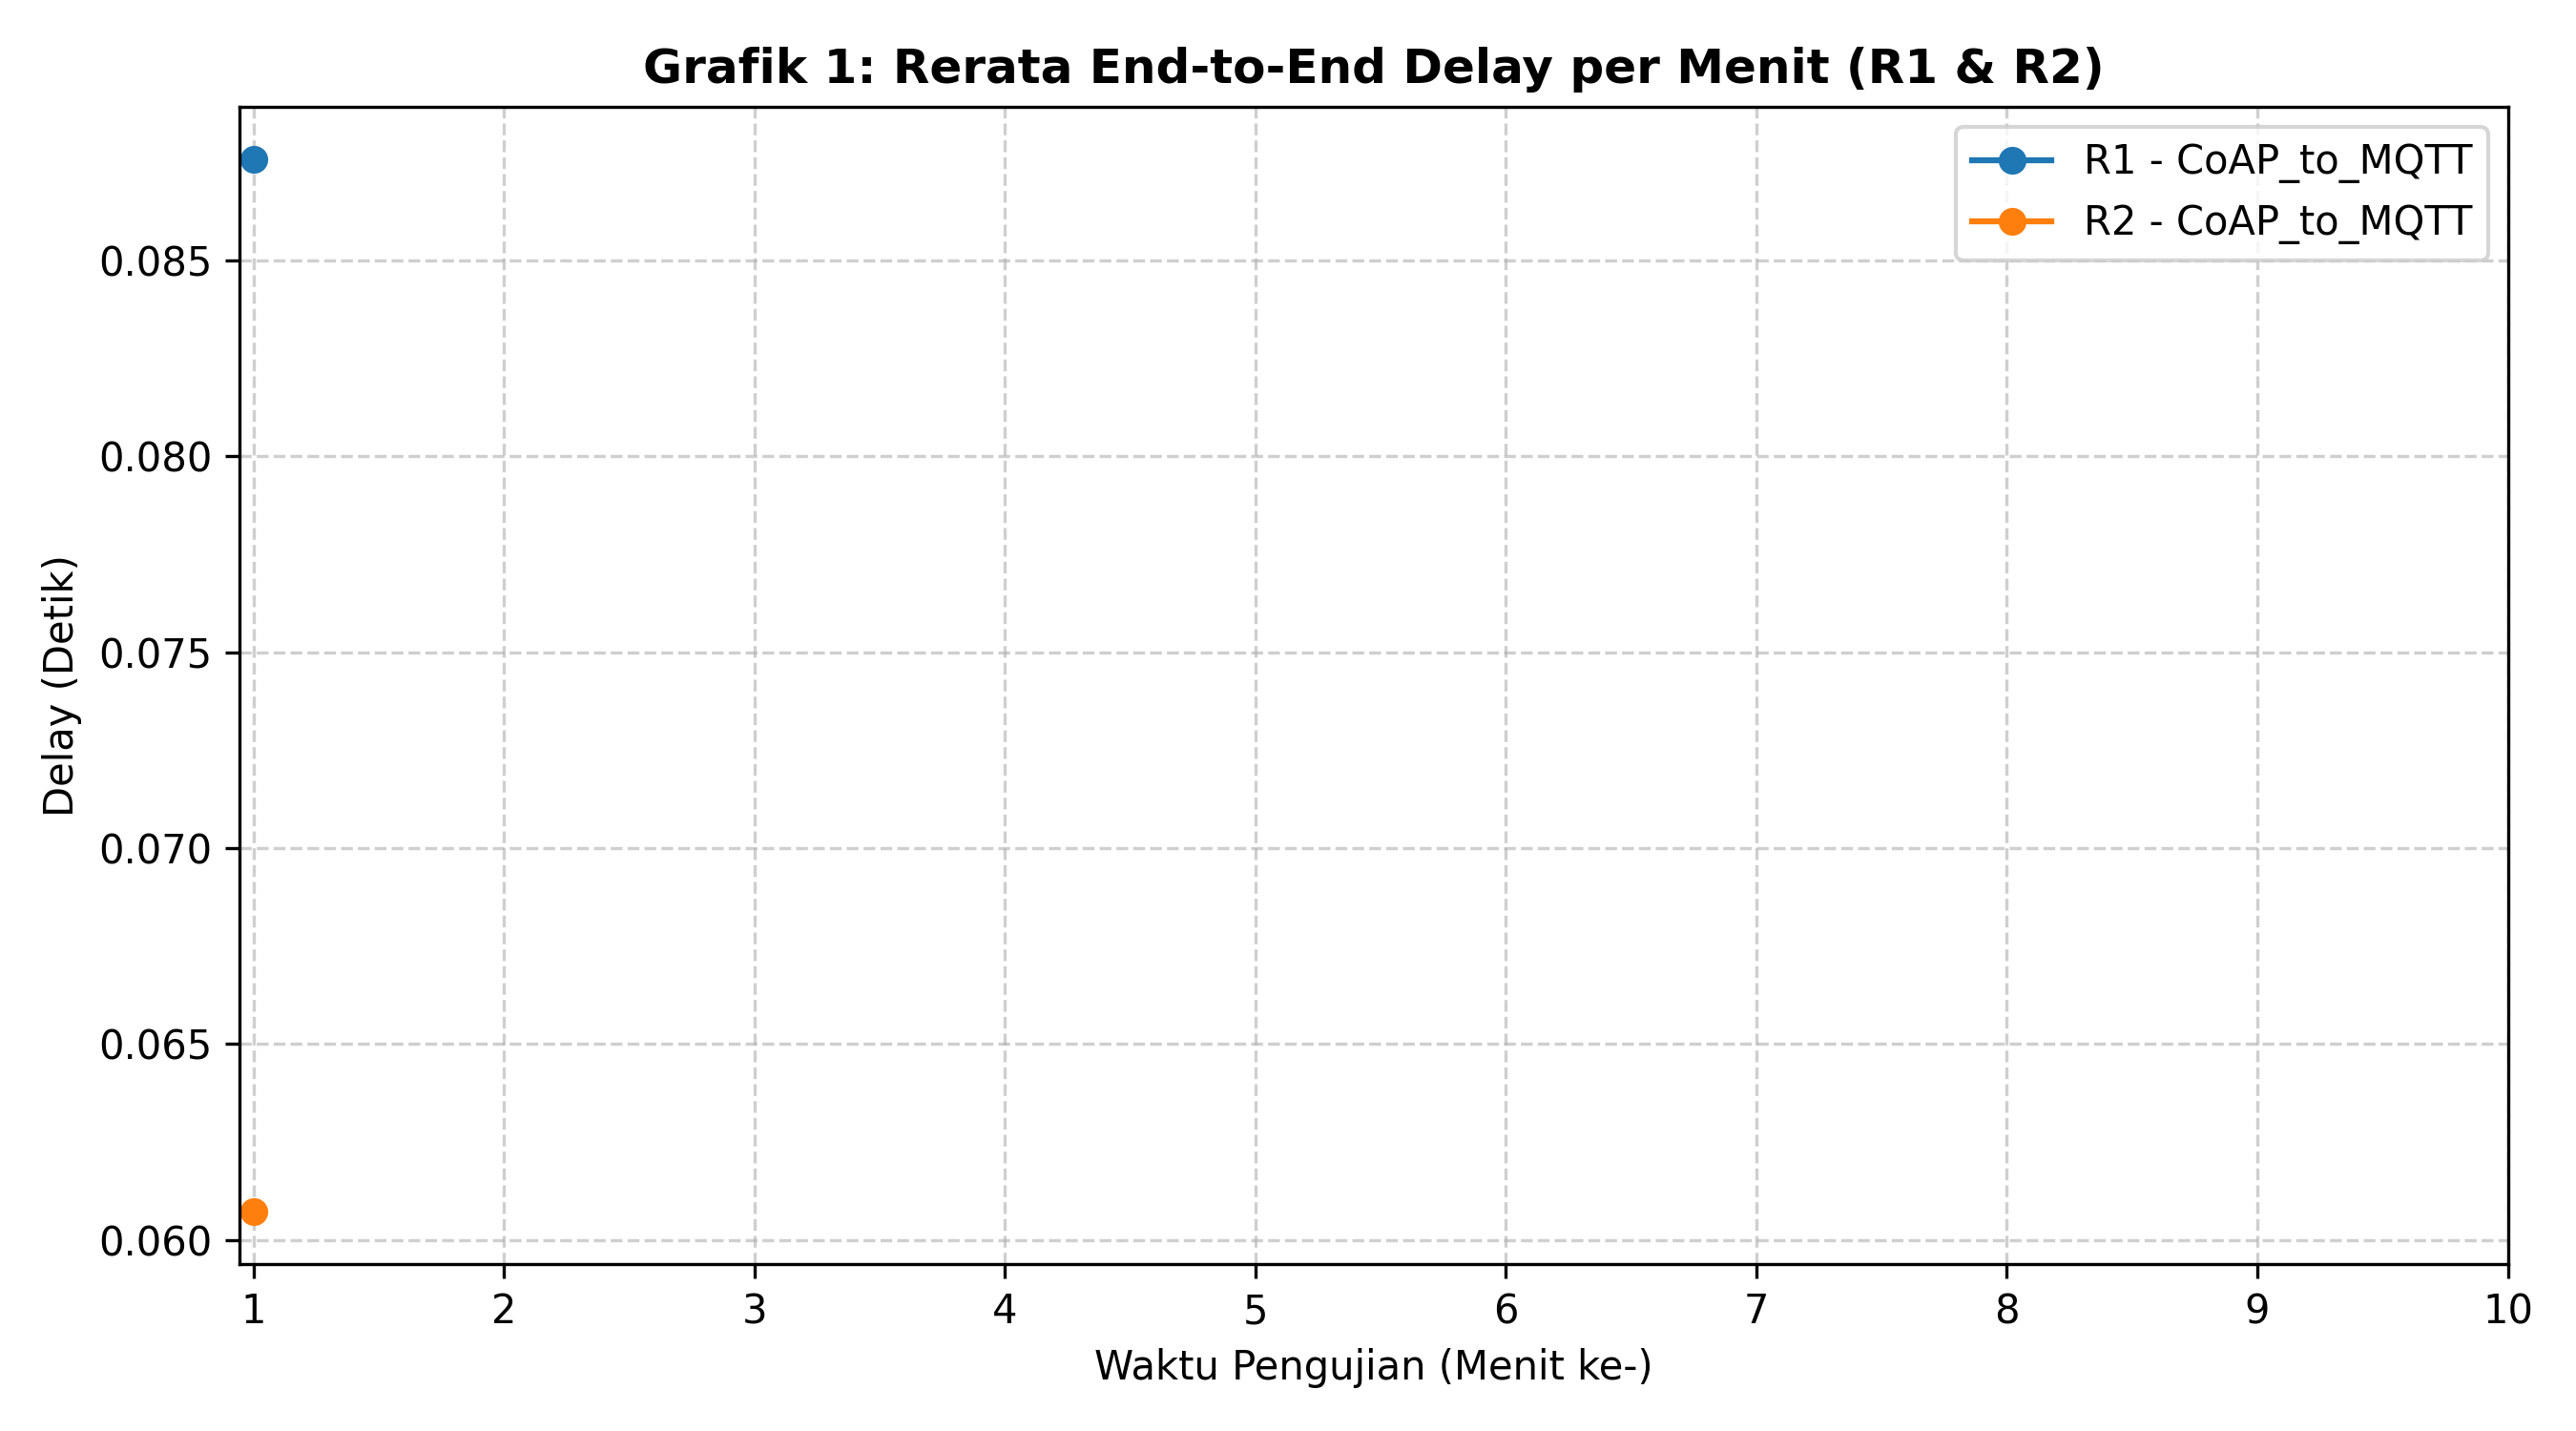 Grafik 1: Rerata End-to-End Delay per Menit (R1 & R2)
R1 - CoAP_to_MQTT
R2 - CoAP_to_MQTT
Delay (Detik)
0.085
0.080
0.075
0.070
0.065
0.060
1 2 3 4 5 6 7 8 9 10
Waktu Pengujian (Menit ke-)